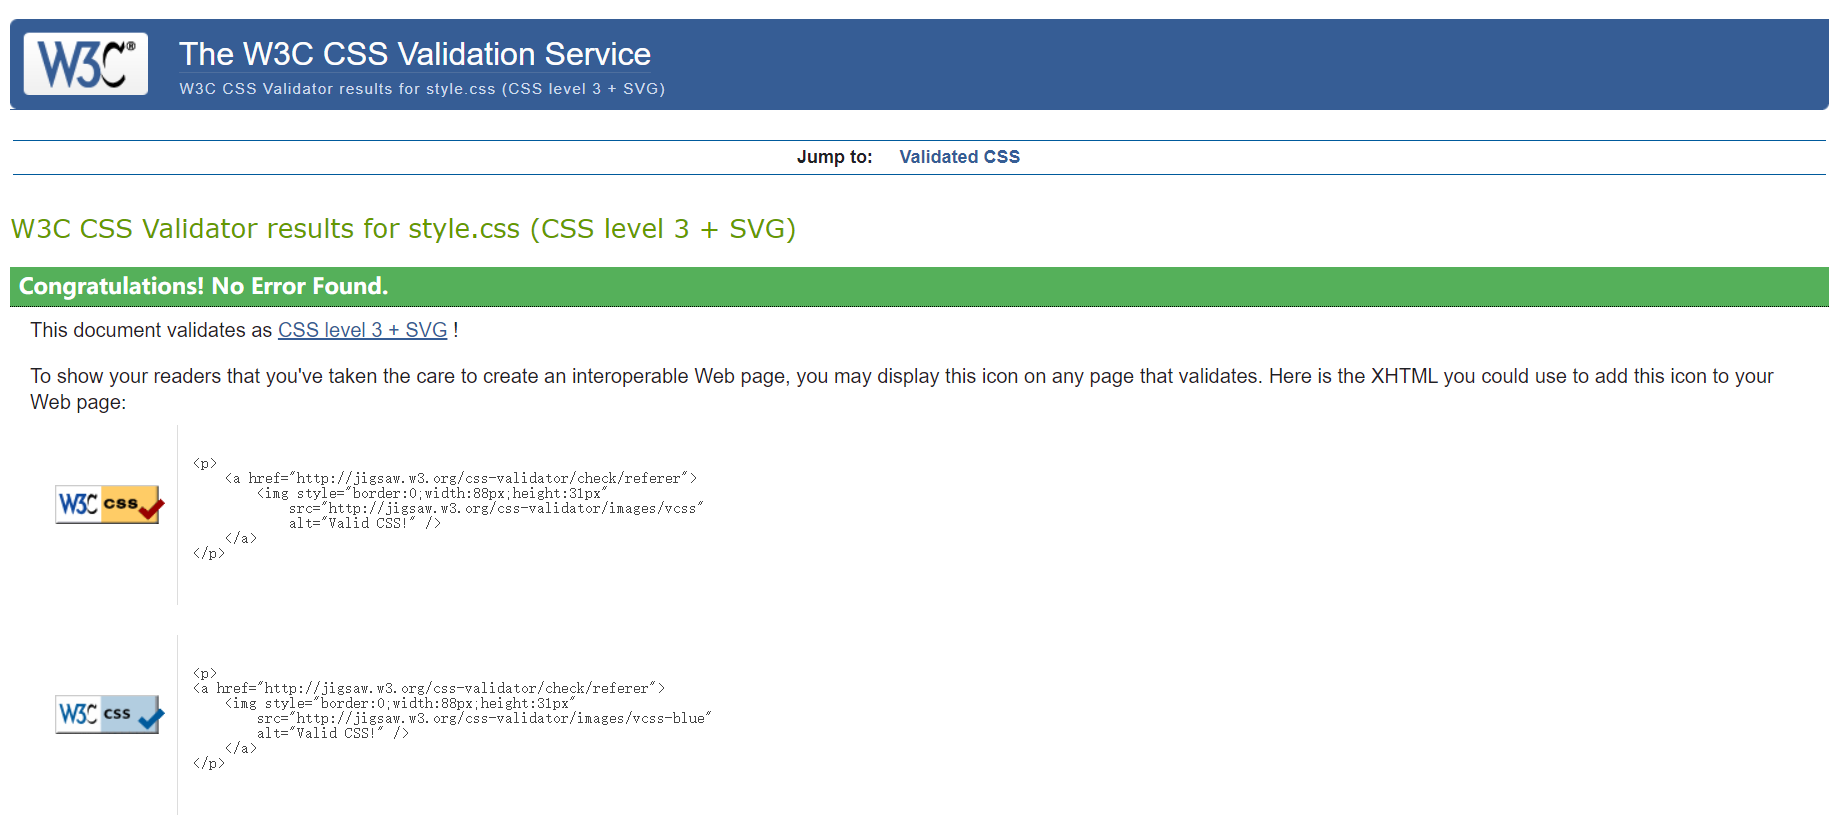 W3C®
The W3C CSS Validation Service
W3C CSS Validator results for style.css (CSS level 3 + SVG)
Jump to: Validated CSS
W3C CSS Validator results for style.css (CSS level 3 + SVG)
Congratulations! No Error Found.
This document validates as CSS level 3 + SVG !
To show your readers that you've taken the care to create an interoperable Web page, you may display this icon on any page that validates. Here is the XHTML you could use to add this icon to your
Web page:
W3C css
<p>
    <a href="http://jigsaw.w3.org/css-validator/check/referer">
        <img style="border:0;width:88px;height:31px"
            src="http://jigsaw.w3.org/css-validator/images/vcss"
            alt="Valid CSS!" />
    </a>
</p>
W3C css
<p>
<a href="http://jigsaw.w3.org/css-validator/check/referer">
    <img style="border:0;width:88px;height:31px"
        src="http://jigsaw.w3.org/css-validator/images/vcss-blue"
        alt="Valid CSS!" />
    </a>
</p>